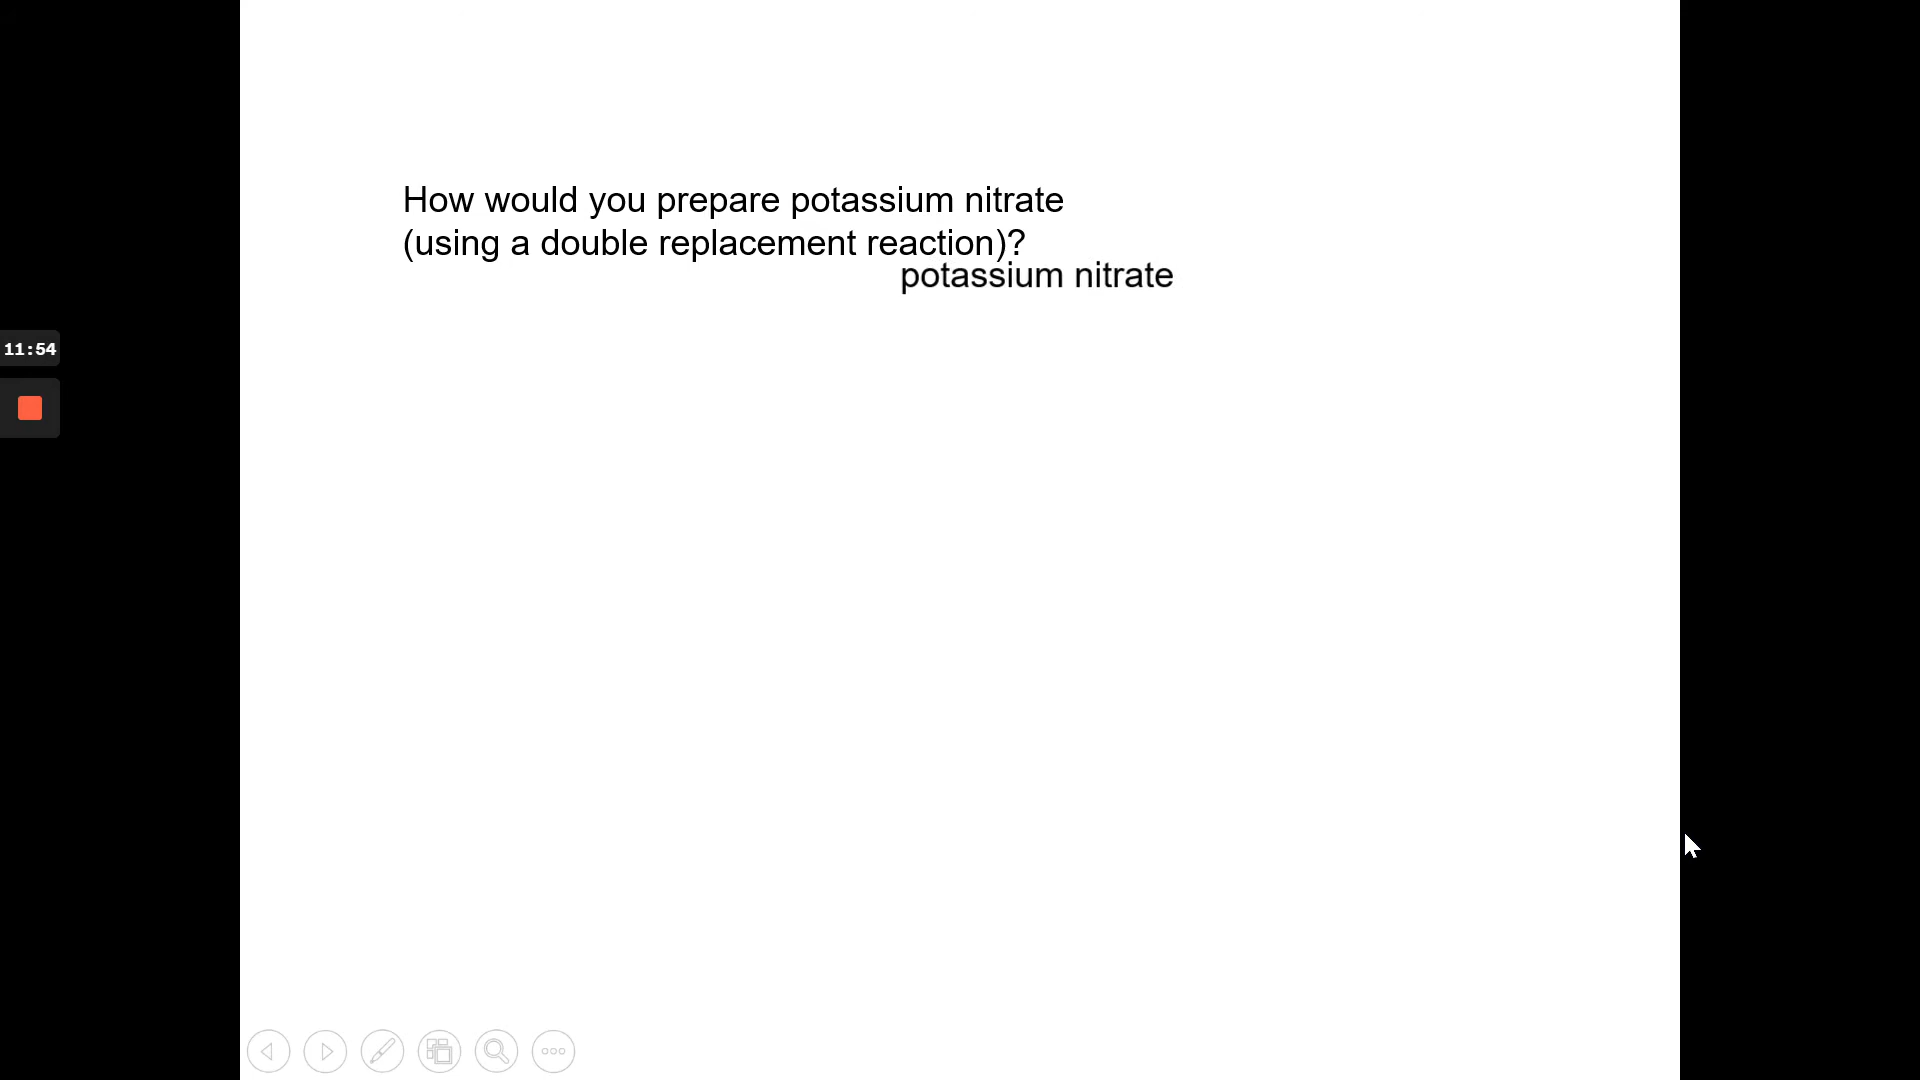 How would you prepare potassium nitrate
(using a double replacement reaction)?
potassium nitrate
11:54